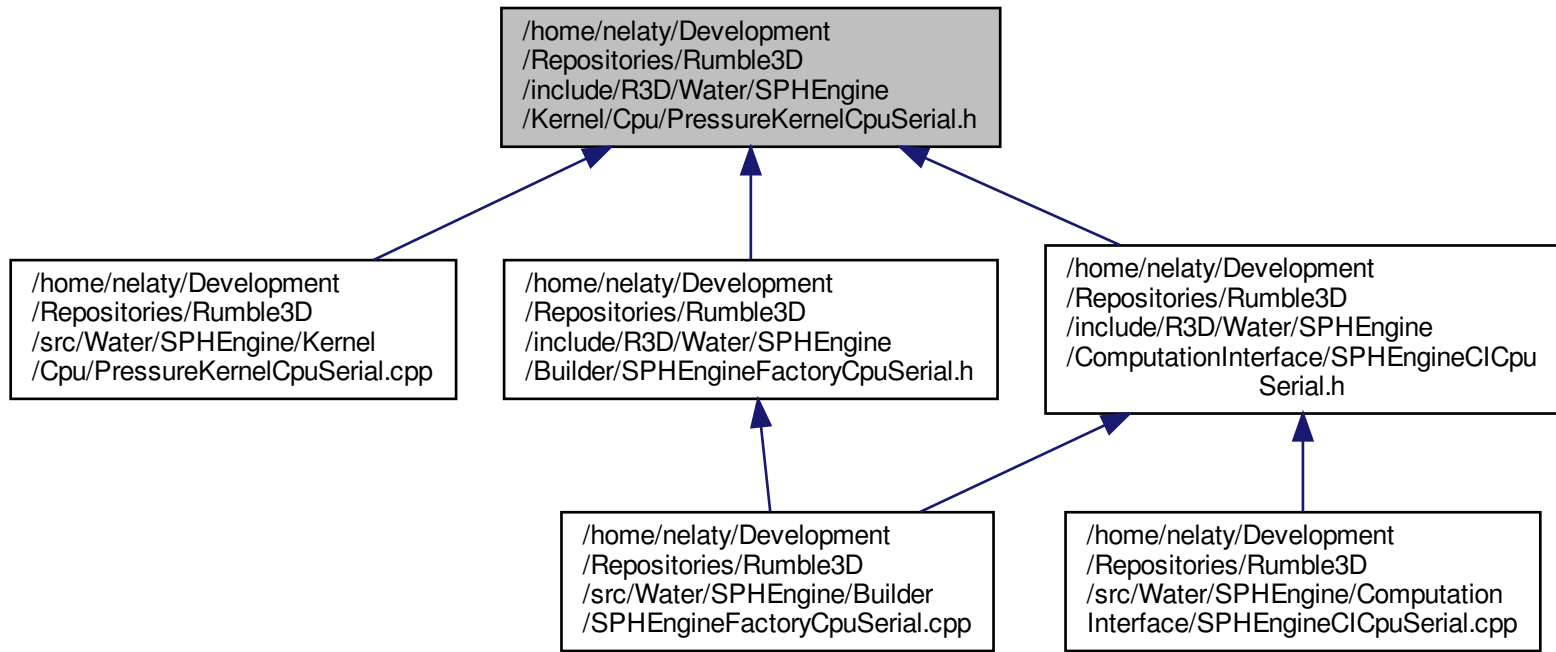 /home/nelaty/Development
/Repositories/Rumble3D
/include/R3D/Water/SPHEngine
/Kernel/Cpu/PressureKernelCpuSerial.h
/home/nelaty/Development
/Repositories/Rumble3D
/src/Water/SPHEngine/Kernel
/Cpu/PressureKernelCpuSerial.cpp
/home/nelaty/Development
/Repositories/Rumble3D
/include/R3D/Water/SPHEngine
/Builder/SPHEngineFactoryCpuSerial.h
/home/nelaty/Development
/Repositories/Rumble3D
/include/R3D/Water/SPHEngine
/ComputationInterface/SPHEngineCICpu
Serial.h
/home/nelaty/Development
/Repositories/Rumble3D
/src/Water/SPHEngine/Builder
/SPHEngineFactoryCpuSerial.cpp
/home/nelaty/Development
/Repositories/Rumble3D
/src/Water/SPHEngine/Computation
Interface/SPHEngineCICpuSerial.cpp